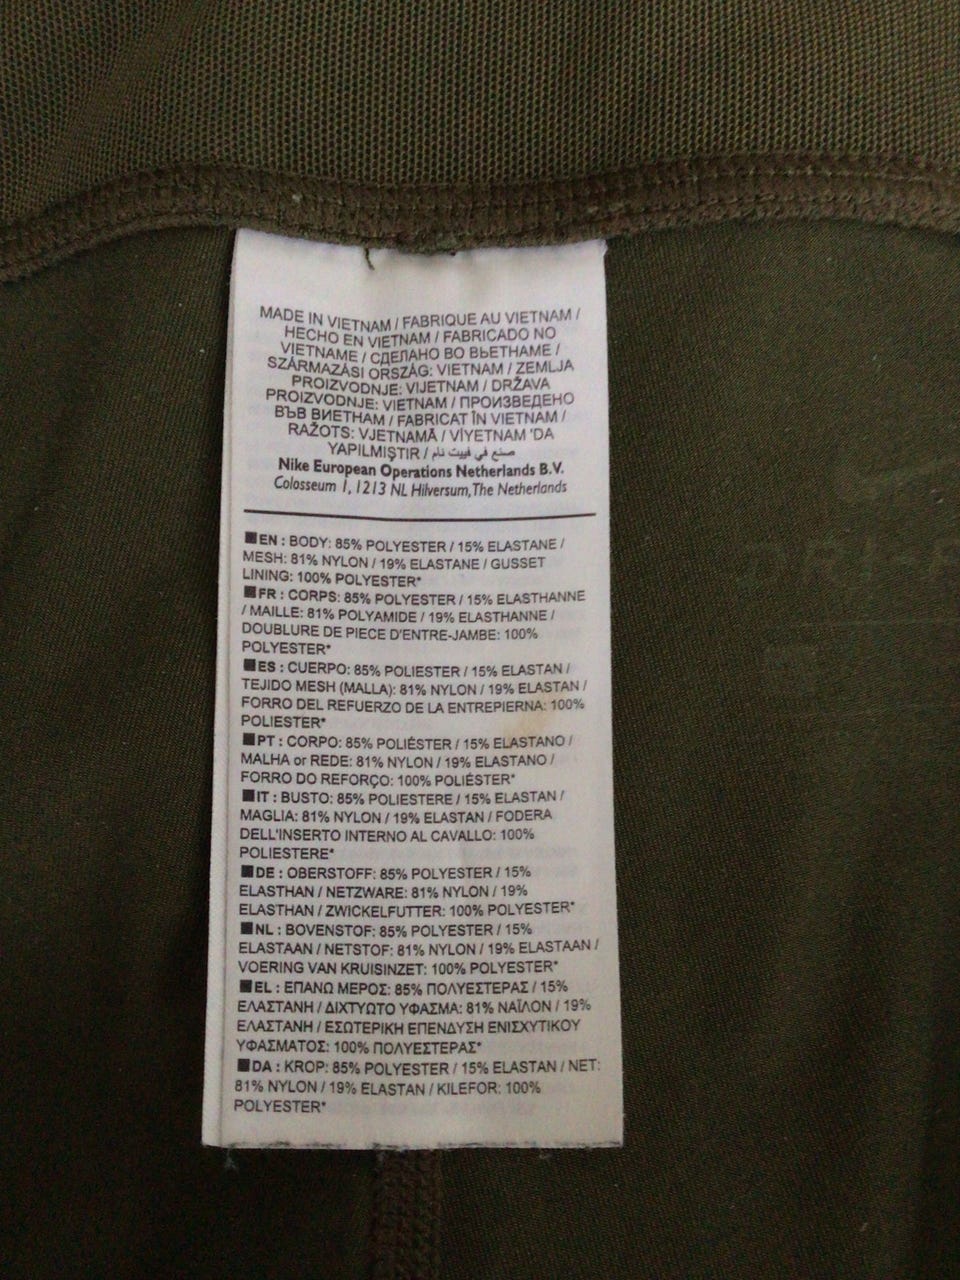 MADE IN VIETNAM / FABRIQUE AU VIETNAM /
HECHO EN VIETNAM / FABRICADO NO
VIETNAME / СДЕЛАНО ВО ВЬЕТНАМЕ /
SZÁRMAZÁSI ORSZÁG: VIETNAM / ZEMLJA
PROIZVODNJE: VIJETNAM / DRŽAVA
PROIZVODNJE: VIETNAM / ПРОИЗВЕДЕНО
ВЪВ ВИЕТНАМ / FABRICAT ÎN VIETNAM /
RAŽOTS: VJETNAMĀ / VİYETNAM 'DA
YAPILMIŞTIR / صنع في فييت نام
Nike European Operations Netherlands B.V.
Colosseum 1, 1213 NL Hilversum, The Netherlands
■EN : BODY: 85% POLYESTER / 15% ELASTANE /
MESH: 81% NYLON / 19% ELASTANE / GUSSET
LINING: 100% POLYESTER*
■FR : CORPS: 85% POLYESTER / 15% ELASTHANNE
/ MAILLE: 81% POLYAMIDE / 19% ELASTHANNE /
DOUBLURE DE PIECE D'ENTRE-JAMBE: 100%
POLYESTER*
■ES : CUERPO: 85% POLIESTER / 15% ELASTAN /
TEJIDO MESH (MALLA): 81% NYLON / 19% ELASTAN /
FORRO DEL REFUERZO DE LA ENTREPIERNA: 100%
POLIESTER*
■PT : CORPO: 85% POLIÉSTER / 15% ELASTANO /
MALHA or REDE: 81% NYLON / 19% ELASTANO /
FORRO DO REFORÇO: 100% POLIÉSTER*
■IT : BUSTO: 85% POLIESTERE / 15% ELASTAN /
MAGLIA: 81% NYLON / 19% ELASTAN / FODERA
DELL'INSERTO INTERNO AL CAVALLO: 100%
POLIESTERE*
■DE : OBERSTOFF: 85% POLYESTER / 15%
ELASTHAN / NETZWARE: 81% NYLON / 19%
ELASTHAN / ZWICKELFUTTER: 100% POLYESTER*
■NL : BOVENSTOF: 85% POLYESTER / 15%
ELASTAAN / NETSTOF: 81% NYLON / 19% ELASTAAN /
VOERING VAN KRUISINZET: 100% POLYESTER*
■EL : ΕΠΑΝΩ ΜΕΡΟΣ: 85% ΠΟΛΥΕΣΤΕΡΑΣ / 15%
ΕΛΑΣΤΑΝΗ / ΔΙΧΤΥΩΤΟ ΥΦΑΣΜΑ: 81% ΝΑΪΛΟΝ / 19%
ΕΛΑΣΤΑΝΗ / ΕΣΩΤΕΡΙΚΗ ΕΠΕΝΔΥΣΗ ΕΝΙΣΧΥΤΙΚΟΥ
ΥΦΑΣΜΑΤΟΣ: 100% ΠΟΛΥΕΣΤΕΡΑΣ*
■DA : KROP: 85% POLYESTER / 15% ELASTAN / NET:
81% NYLON / 19% ELASTAN / KILEFOR: 100%
POLYESTER*